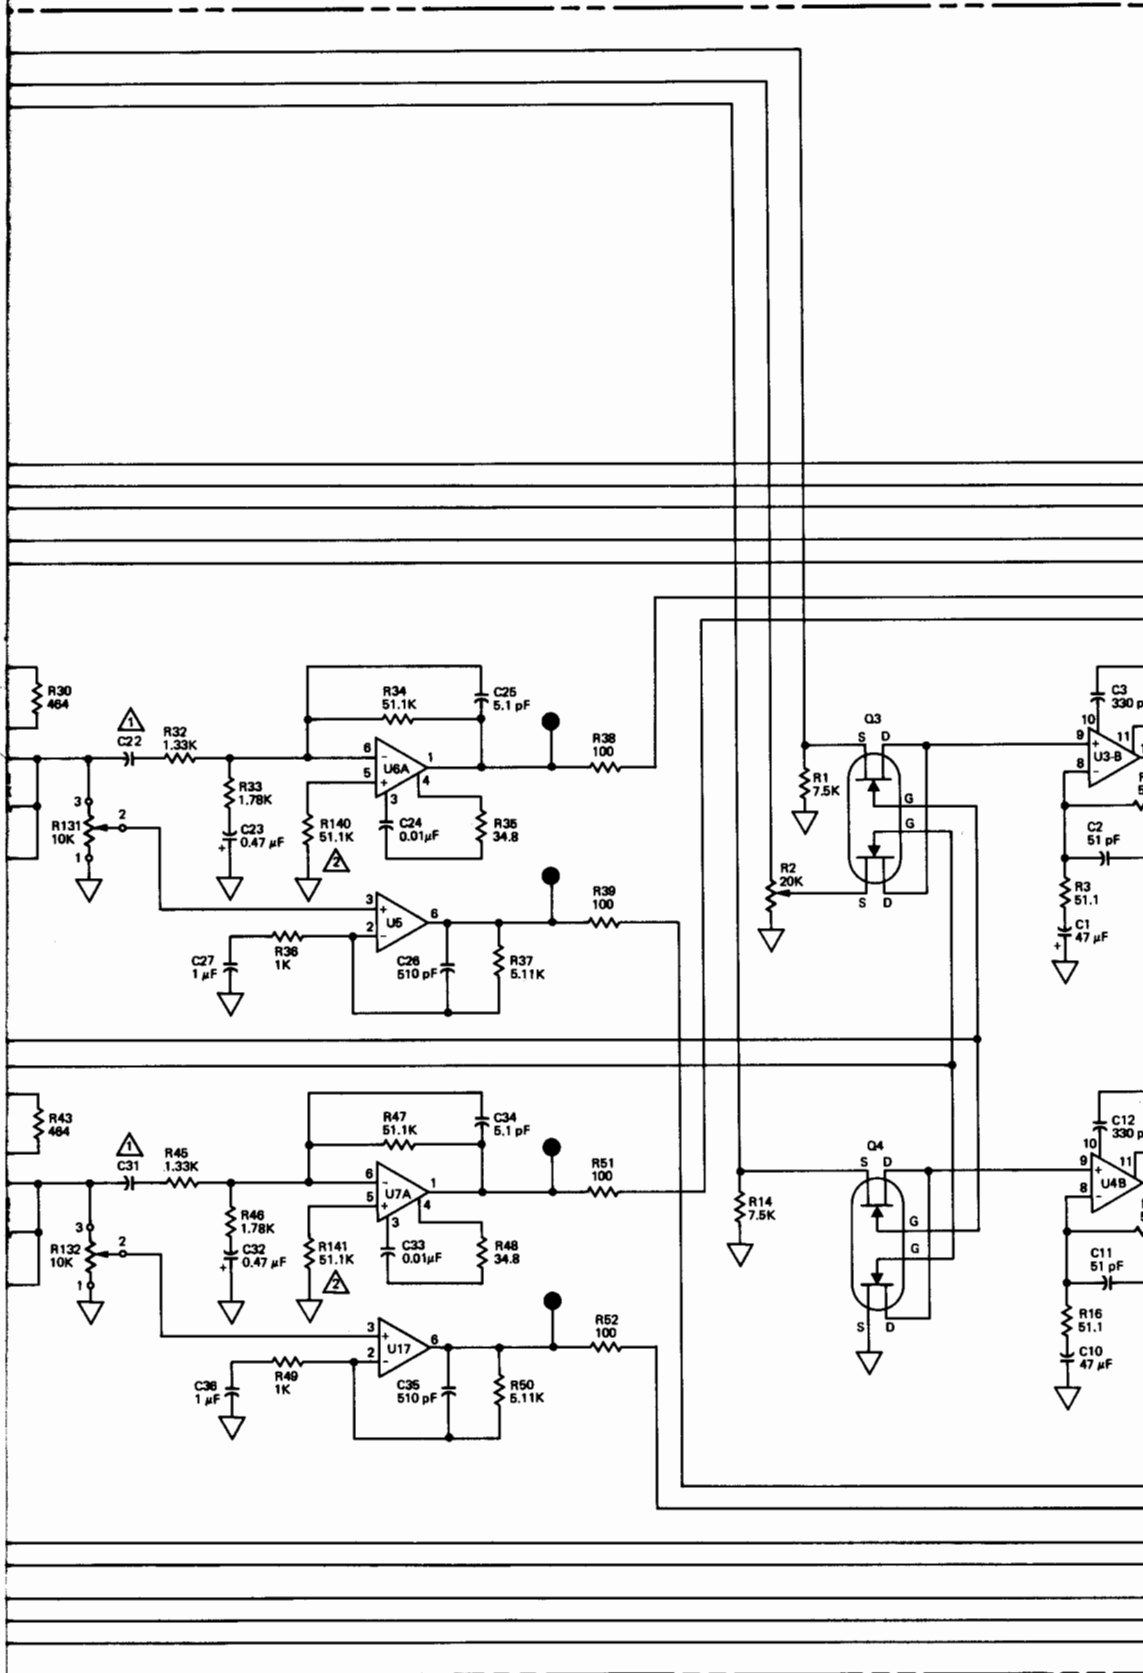 R30
464
1
C22
R32
1.33K
R33
1.78K
C23
0.47 μF
+
3
2
1
R131
10K
R34
51.1K
C25
5.1 pF
6
-
5
+
U6A
1
4
3
R140
51.1K
2
C24
0.01μF
R35
34.8
R38
100
3
+
2
-
U5
6
C27
1 μF
R36
1K
C26
510 pF
R37
5.11K
R39
100
R1
7.5K
R2
20K
Q3
S D
G
G
S D
C3
330 p
10
9
+
11
U3-B
8
-
C2
51 pF
R3
51.1
C1
47 μF
+
R43
464
1
C31
R45
1.33K
R46
1.78K
C32
0.47 μF
+
3
2
1
R132
10K
R47
51.1K
C34
5.1 pF
6
-
5
+
U7A
1
4
3
R141
51.1K
2
C33
0.01μF
R48
34.8
R51
100
3
+
2
-
U17
6
C36
1 μF
R49
1K
C35
510 pF
R50
5.11K
R52
100
R14
7.5K
Q4
S D
G
G
S D
C12
330 p
10
9
+
11
U4B
8
-
C11
51 pF
R16
51.1
C10
47 μF